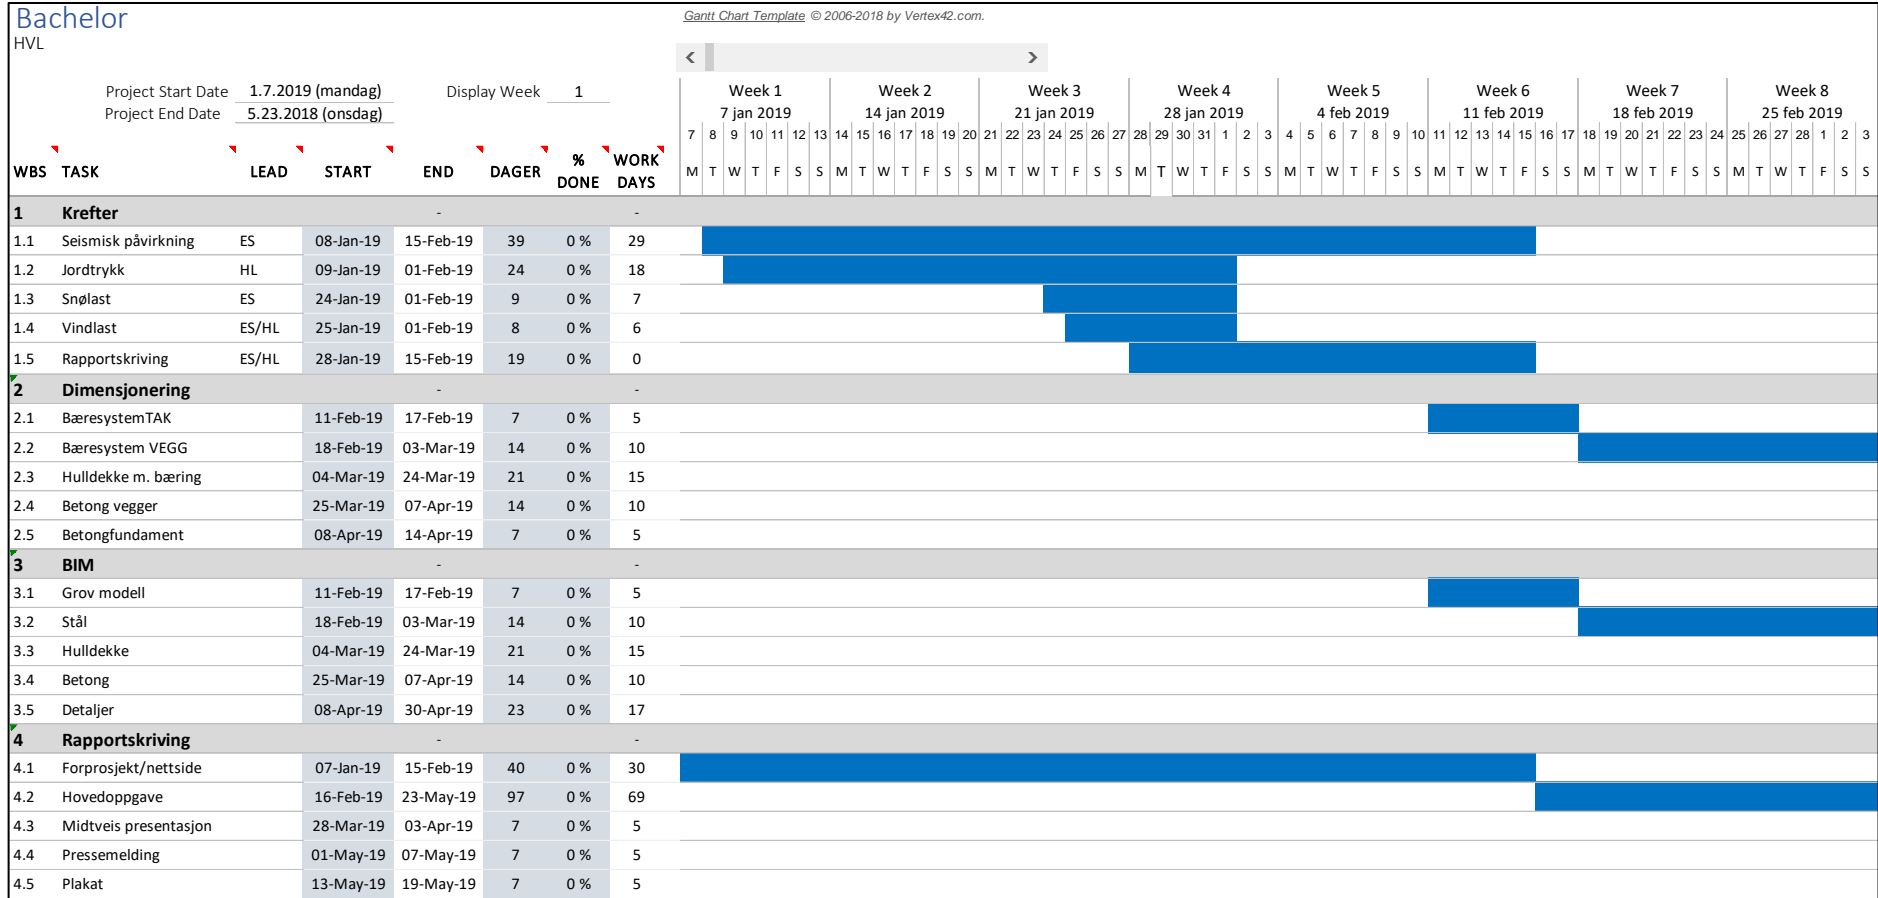 Bachelor
Gantt Chart Template © 2006-2018 by Vertex42.com.
HVL
Project Start Date 1.7.2019 (mandag) Display Week 1
Project End Date 5.23.2018 (onsdag)
Week 1 Week 2 Week 3 Week 4 Week 5 Week 6 Week 7 Week 8
7 jan 2019 14 jan 2019 21 jan 2019 28 jan 2019 4 feb 2019 11 feb 2019 18 feb 2019 25 feb 2019
7 8 9 10 11 12 13 14 15 16 17 18 19 20 21 22 23 24 25 26 27 28 29 30 31 1 2 3 4 5 6 7 8 9 10 11 12 13 14 15 16 17 18 19 20 21 22 23 24 25 26 27 28 1 2 3
WBS TASK LEAD START END DAGER % DONE WORK DAYS M T W T F S S M T W T F S S M T W T F S S M T W T F S S M T W T F S S M T W T F S S M T W T F S S M T W T F S S
1 Krefter - -
1.1 Seismisk påvirkning ES 08-Jan-19 15-Feb-19 39 0 % 29
1.2 Jordtrykk HL 09-Jan-19 01-Feb-19 24 0 % 18
1.3 Snølast ES 24-Jan-19 01-Feb-19 9 0 % 7
1.4 Vindlast ES/HL 25-Jan-19 01-Feb-19 8 0 % 6
1.5 Rapportskriving ES/HL 28-Jan-19 15-Feb-19 19 0 % 0
2 Dimensjonering - -
2.1 BæresystemTAK 11-Feb-19 17-Feb-19 7 0 % 5
2.2 Bæresystem VEGG 18-Feb-19 03-Mar-19 14 0 % 10
2.3 Hulldekke m. bæring 04-Mar-19 24-Mar-19 21 0 % 15
2.4 Betong vegger 25-Mar-19 07-Apr-19 14 0 % 10
2.5 Betongfundament 08-Apr-19 14-Apr-19 7 0 % 5
3 BIM - -
3.1 Grov modell 11-Feb-19 17-Feb-19 7 0 % 5
3.2 Stål 18-Feb-19 03-Mar-19 14 0 % 10
3.3 Hulldekke 04-Mar-19 24-Mar-19 21 0 % 15
3.4 Betong 25-Mar-19 07-Apr-19 14 0 % 10
3.5 Detaljer 08-Apr-19 30-Apr-19 23 0 % 17
4 Rapportskriving - -
4.1 Forprosjekt/nettside 07-Jan-19 15-Feb-19 40 0 % 30
4.2 Hovedoppgave 16-Feb-19 23-May-19 97 0 % 69
4.3 Midtveis presentasjon 28-Mar-19 03-Apr-19 7 0 % 5
4.4 Pressemelding 01-May-19 07-May-19 7 0 % 5
4.5 Plakat 13-May-19 19-May-19 7 0 % 5